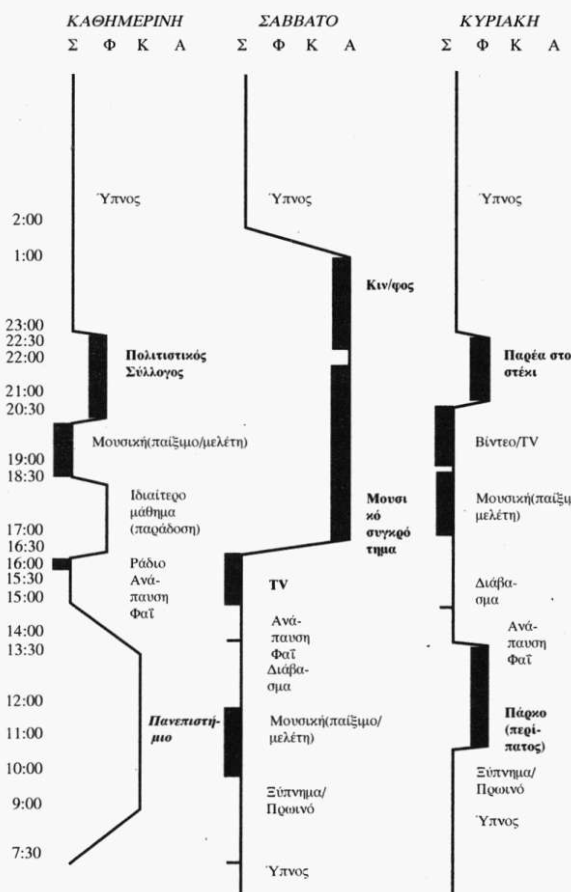 ΚΑΘΗΜΕΡΙΝΗ
Σ Φ Κ Α
ΣΑΒΒΑΤΟ
Σ Φ Κ Α
ΚΥΡΙΑΚΗ
Σ Φ Κ Α
2:00
1:00
23:00
22:30
22:00
21:00
20:30
19:00
18:30
17:00
16:30
16:00
15:30
15:00
14:00
13:30
12:00
11:00
10:00
9:00
7:30
Ύπνος
Πολιτιστικός
Σύλλογος
Μουσική(παίξιμο/μελέτη)
Ιδιαίτερο
μάθημα
(παράδοση)
Ράδιο
Ανά-
παυση
Φαΐ
Πανεπιστή-
μιο
Ύπνος
Κιν/φος
Μουσι
κό
συγκρό
τημα
TV
Ανά-
παυση
Φαΐ
Διάβα-
σμα
Μουσική(παίξιμο/
μελέτη)
Ξύπνημα/
Πρωινό
Ύπνος
Ύπνος
Παρέα στο
στέκι
Βίντεο/TV
Μουσική(παίξιμ
μελέτη)
Διάβα-
σμα
Ανά-
παυση
Φαΐ
Πάρκο
(περί-
πατος)
Ξύπνημα/
Πρωινό
Ύπνος